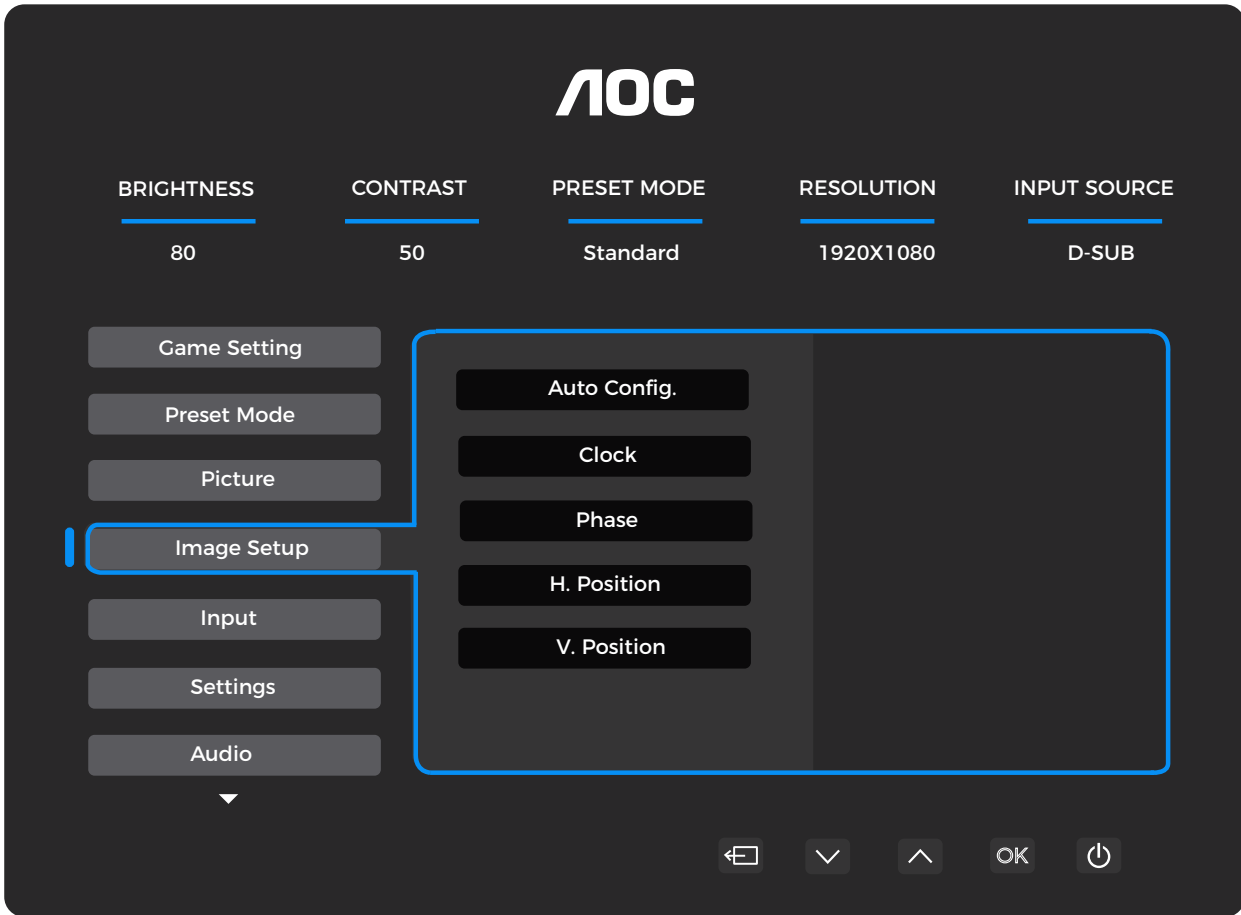 AOC
BRIGHTNESS CONTRAST PRESET MODE RESOLUTION INPUT SOURCE
80 50 Standard 1920X1080 D-SUB
Game Setting
Preset Mode
Picture
Image Setup
Input
Settings
Audio
Auto Config.
Clock
Phase
H. Position
V. Position
OK